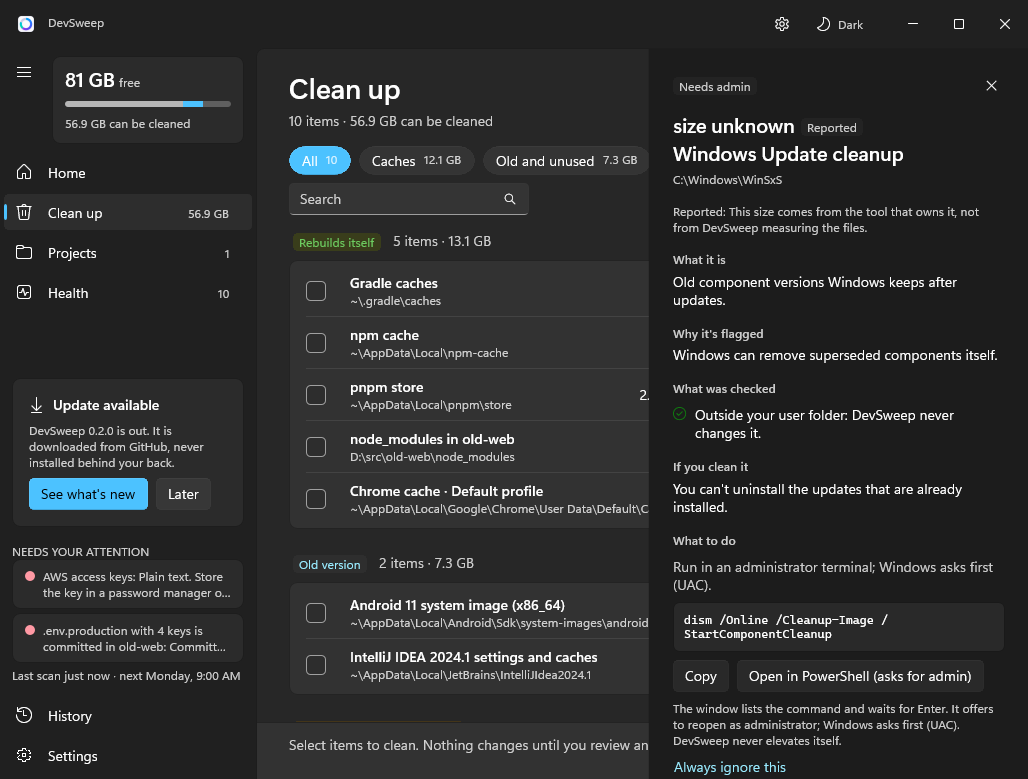 DevSweep
Dark
81 GB free
56.9 GB can be cleaned
Home
Clean up 56.9 GB
Projects 1
Health 10
Update available
DevSweep 0.2.0 is out. It is
downloaded from GitHub, never
installed behind your back.
See what's new Later
NEEDS YOUR ATTENTION
AWS access keys: Plain text. Store
the key in a password manager o...
.env.production with 4 keys is
committed in old-web: Committ...
Last scan just now · next Monday, 9:00 AM
History
Settings
Clean up
10 items · 56.9 GB can be cleaned
All 10 Caches 12.1 GB Old and unused 7.3 GB
Search
Rebuilds itself 5 items · 13.1 GB
Gradle caches
~\.gradle\caches
npm cache
~\AppData\Local\npm-cache
pnpm store
~\AppData\Local\pnpm\store
2.
node_modules in old-web
D:\src\old-web\node_modules
Chrome cache · Default profile
~\AppData\Local\Google\Chrome\User Data\Default\C
Old version 2 items · 7.3 GB
Android 11 system image (x86_64)
~\AppData\Local\Android\Sdk\system-images\android
IntelliJ IDEA 2024.1 settings and caches
~\AppData\Local\JetBrains\IntelliJIdea2024.1
Select items to clean. Nothing changes until you review an
Needs admin
size unknown Reported
Windows Update cleanup
C:\Windows\WinSxS
Reported: This size comes from the tool that owns it, not
from DevSweep measuring the files.
What it is
Old component versions Windows keeps after
updates.
Why it's flagged
Windows can remove superseded components itself.
What was checked
Outside your user folder: DevSweep never
changes it.
If you clean it
You can't uninstall the updates that are already
installed.
What to do
Run in an administrator terminal; Windows asks first
(UAC).
dism /Online /Cleanup-Image /
StartComponentCleanup
Copy Open in PowerShell (asks for admin)
The window lists the command and waits for Enter. It offers
to reopen as administrator; Windows asks first (UAC).
DevSweep never elevates itself.
Always ignore this